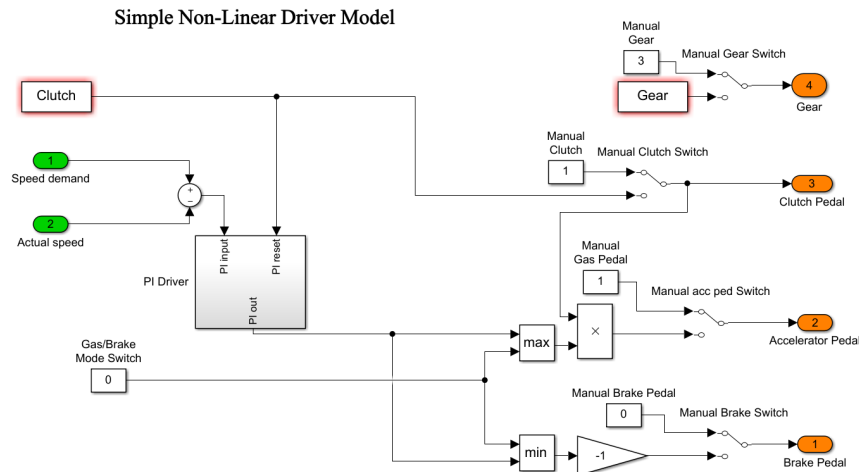 Simple Non-Linear Driver Model
Manual
Gear
3
Manual Gear Switch
4
Gear
Gear
Clutch
Manual
Clutch
1
Manual Clutch Switch
3
Clutch Pedal
1
Speed demand
+
−
2
Actual speed
PI Driver
PI input
PI reset
PI out
Manual
Gas Pedal
1
Manual acc ped Switch
2
Accelerator Pedal
×
max
Gas/Brake
Mode Switch
0
Manual Brake Pedal
0
Manual Brake Switch
1
Brake Pedal
min
-1